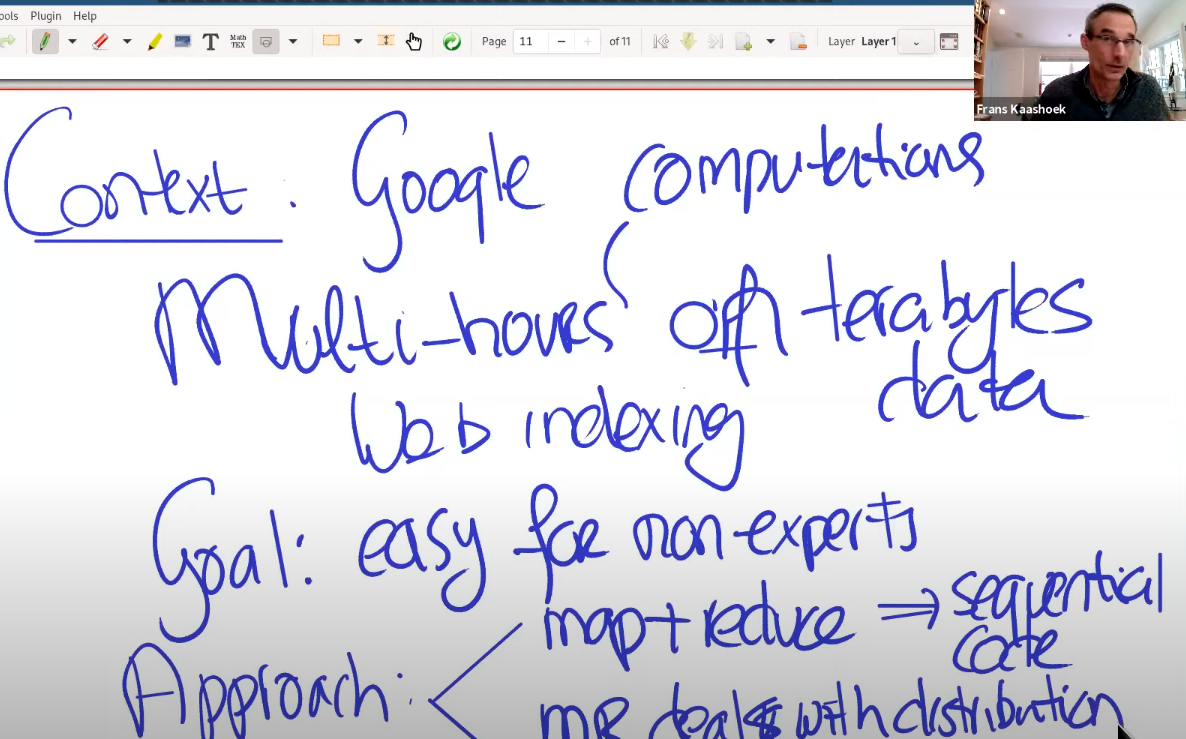 ools Plugin Help
T Math TEX Page 11 of 11 Layer Layer 1
Frans Kaashoek
Context : Google computations
Multi-hours on terabytes
data
Web indexing
Goal: easy for non-experts
map + reduce ⇒ sequential
code
Approach:
MR deals with distribution